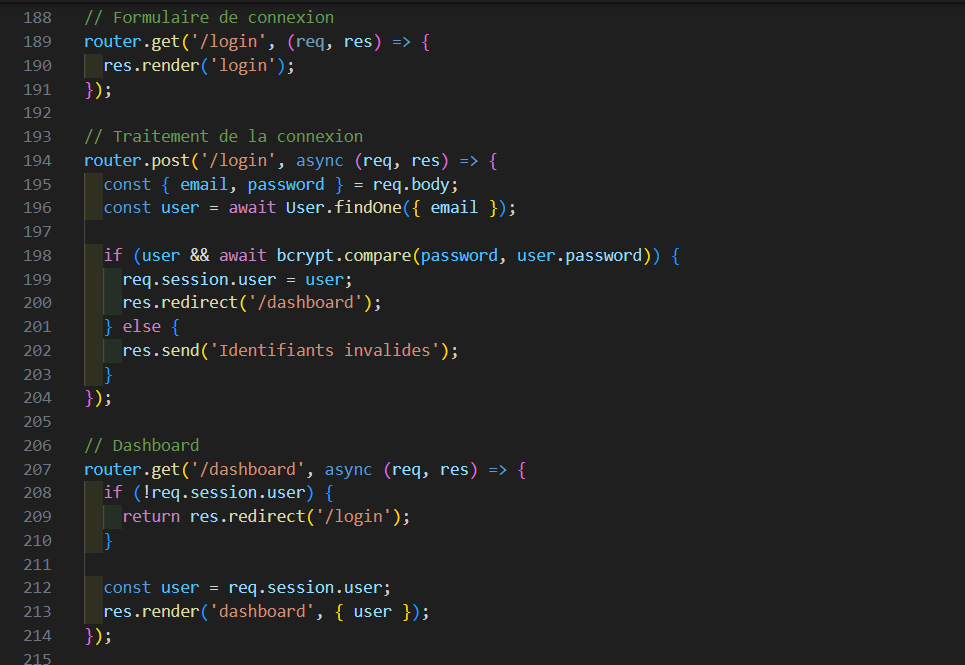 188 // Formulaire de connexion
189 router.get('/login', (req, res) => {
190   res.render('login');
191 });
192
193 // Traitement de la connexion
194 router.post('/login', async (req, res) => {
195   const { email, password } = req.body;
196   const user = await User.findOne({ email });
197
198   if (user && await bcrypt.compare(password, user.password)) {
199     req.session.user = user;
200     res.redirect('/dashboard');
201   } else {
202     res.send('Identifiants invalides');
203   }
204 });
205
206 // Dashboard
207 router.get('/dashboard', async (req, res) => {
208   if (!req.session.user) {
209     return res.redirect('/login');
210   }
211
212   const user = req.session.user;
213   res.render('dashboard', { user });
214 });
215